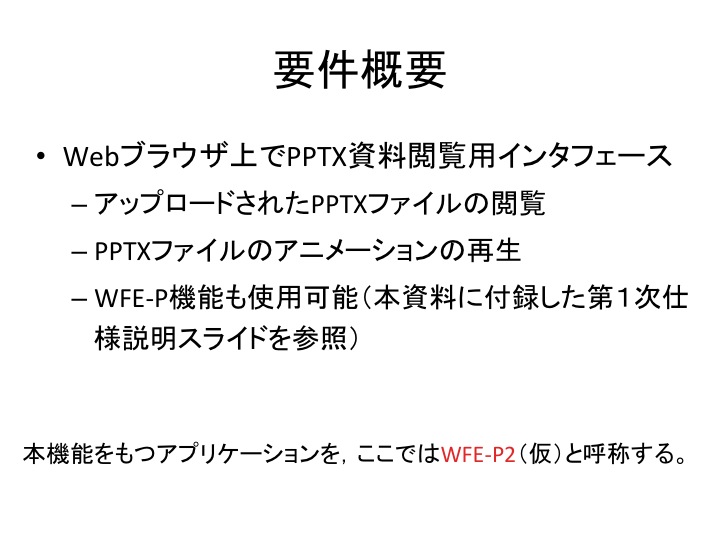 要件概要
• Webブラウザ上でPPTX資料閲覧用インタフェース
– アップロードされたPPTXファイルの閲覧
– PPTXファイルのアニメーションの再生
– WFE-P機能も使用可能（本資料に付録した第１次仕
様説明スライドを参照）
本機能をもつアプリケーションを，ここではWFE-P2（仮）と呼称する。